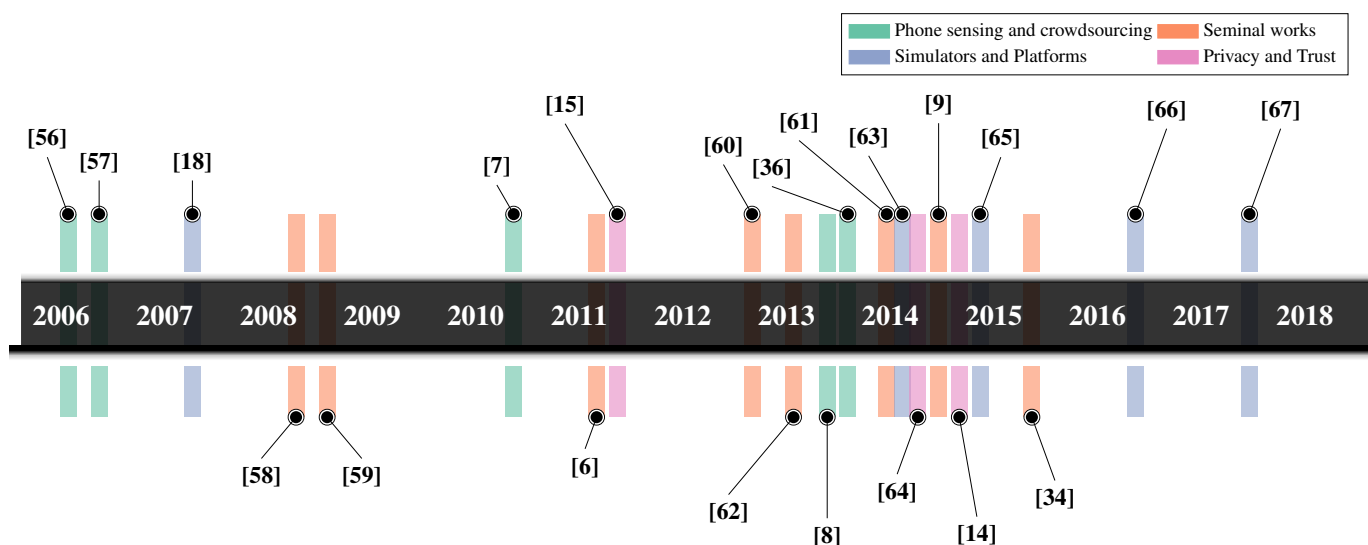 Phone sensing and crowdsourcing Seminal works
Simulators and Platforms Privacy and Trust
[56] [57] [18] [7] [15] [60] [36] [61] [63] [9] [65] [66] [67]
2006 2007 2008 2009 2010 2011 2012 2013 2014 2015 2016 2017 2018
[58] [59] [6] [62] [8] [64] [14] [34]